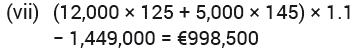 (vii) (12,000 × 125 + 5,000 × 145) × 1.1
− 1,449,000 = €998,500